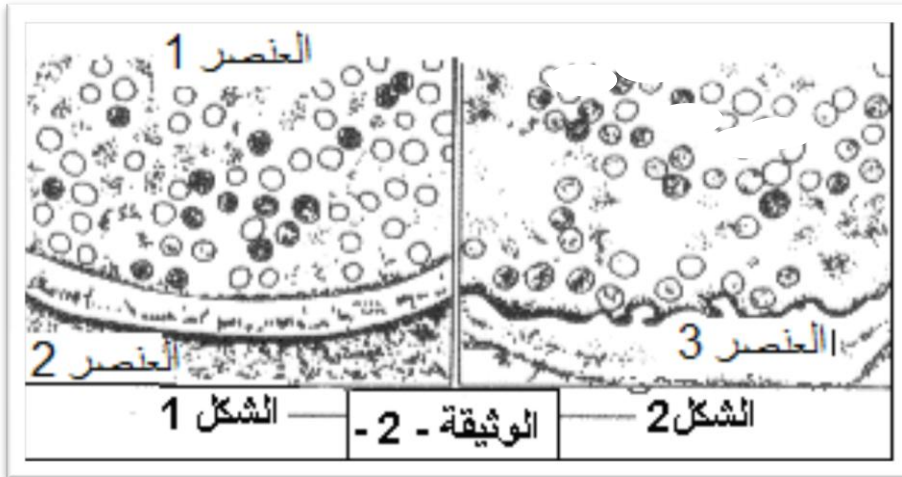 العنصر 1
العنصر 2
العنصر 3
الشكل 1
الوثيقة - 2 -
الشكل2